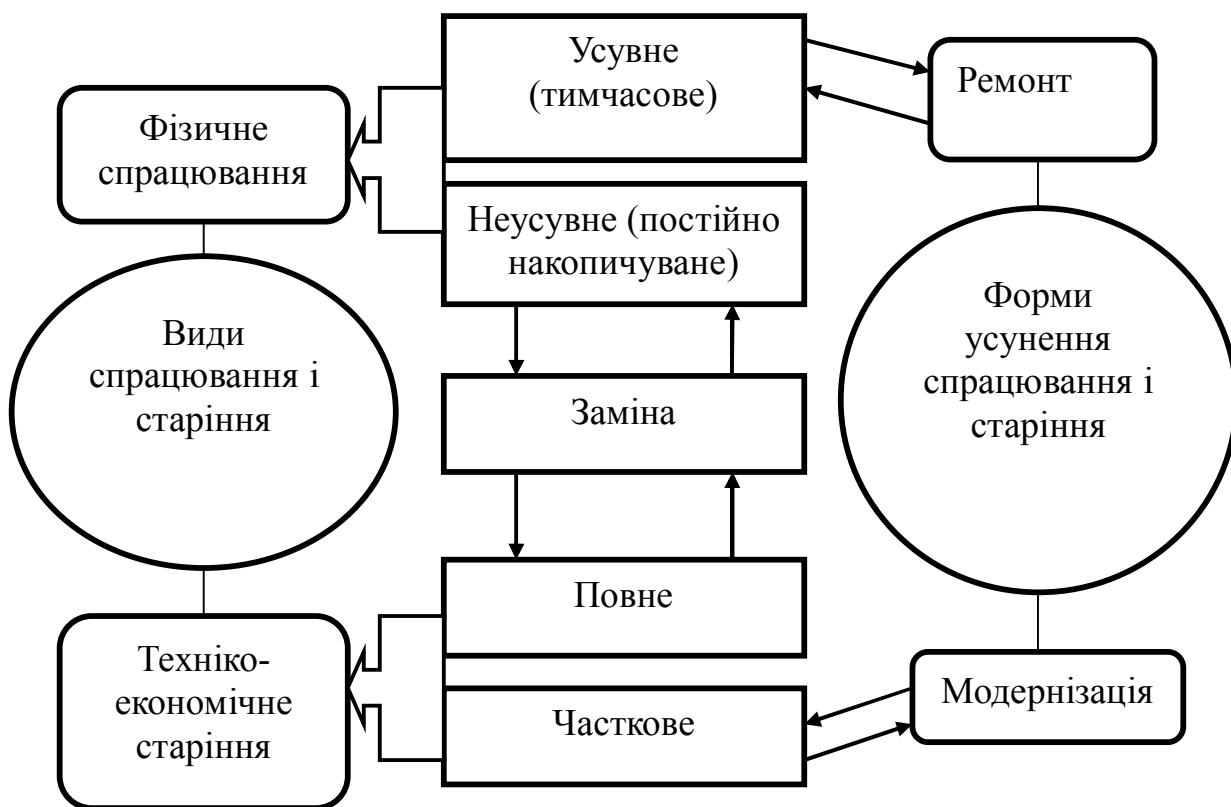 Усувне
(тимчасове)
Ремонт
Фізичне
спрацювання
Неусувне (постійно
накопичуване)
Види
спрацювання і
старіння
Форми
усунення
спрацювання і
старіння
Заміна
Повне
Техніко-
економічне
старіння
Часткове
Модернізація